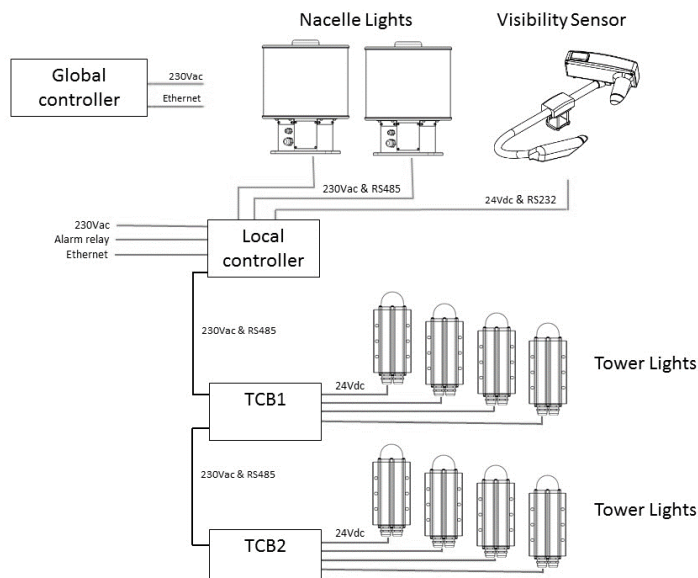 Nacelle Lights
Visibility Sensor
Global
controller
230Vac
Ethernet
230Vac & RS485
24Vdc & RS232
230Vac
Alarm relay
Ethernet
Local
controller
230Vac & RS485
24Vdc
TCB1
Tower Lights
230Vac & RS485
24Vdc
TCB2
Tower Lights